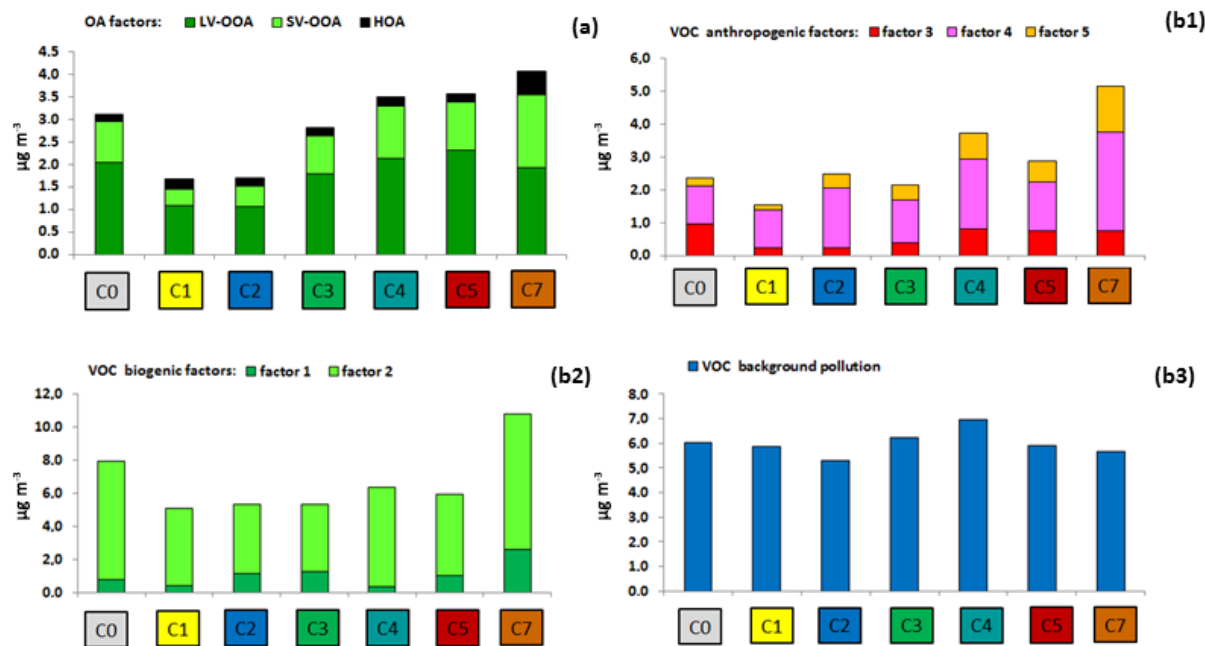 OA factors: LV-OOA SV-OOA HOA
(a)
4.5
4.0
3.5
3.0
2.5
2.0
1.5
1.0
0.5
0.0
µg m⁻³
C0 C1 C2 C3 C4 C5 C7
(b1)
VOC anthropogenic factors: factor 3 factor 4 factor 5
6,0
5,0
4,0
3,0
2,0
1,0
0,0
µg m⁻³
C0 C1 C2 C3 C4 C5 C7
VOC biogenic factors: factor 1 factor 2
(b2)
12,0
10,0
8,0
6,0
4,0
2,0
0,0
µg m⁻³
C0 C1 C2 C3 C4 C5 C7
VOC background pollution
(b3)
8,0
7,0
6,0
5,0
4,0
3,0
2,0
1,0
0,0
µg m⁻³
C0 C1 C2 C3 C4 C5 C7